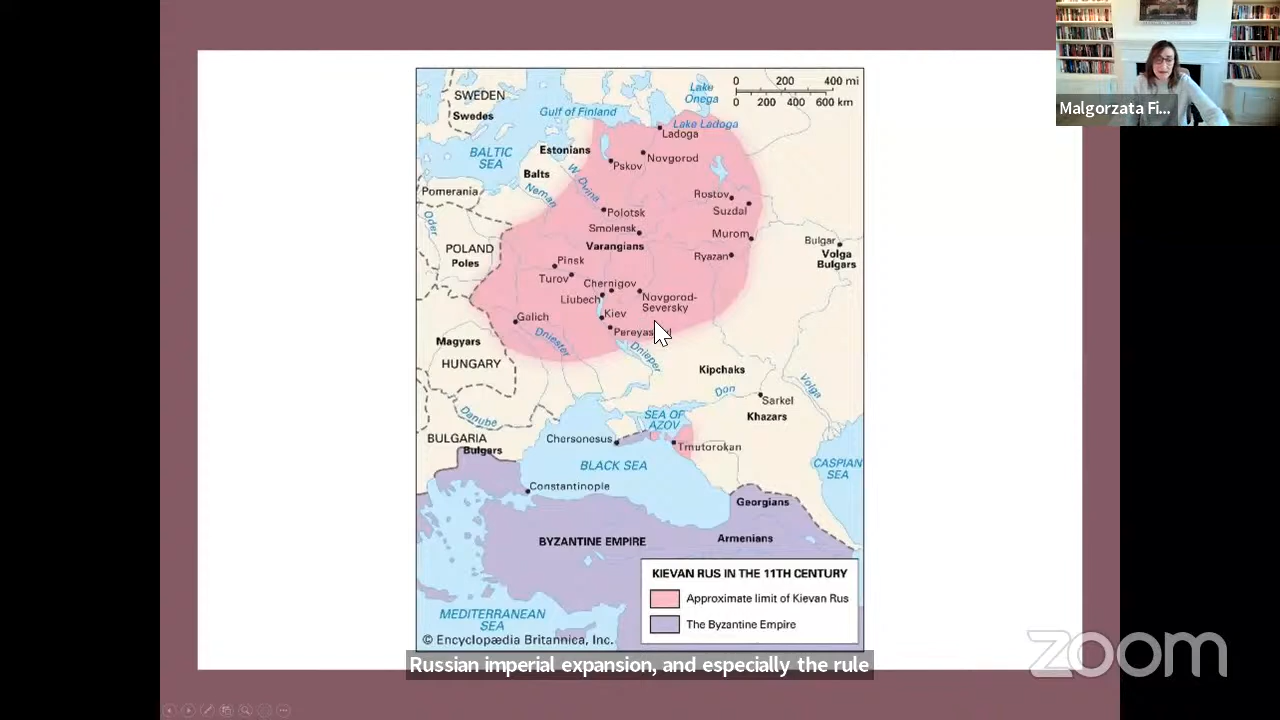 SWEDEN
Swedes
Gulf of Finland
Lake
Onega
0 200 400 mi
0 200 400 600 km
Lake Ladoga
Ladoga
BALTIC
SEA
Estonians
Balts
W Dvina
Neman
Pskov
Novgorod
Pomerania
Oder
Rostov
Suzdal
Polotsk
Smolensk
Varangians
Murom
Ryazan
Bulgar
Volga
Bulgars
POLAND
Poles
Pinsk
Turov
Chernigov
Liubech
Novgorod-
Seversky
Kiev
Galich
Dniester
Dnieper
Magyars
HUNGARY
Kipchaks
Don
Volga
Sarkel
Khazars
Danube
SEA OF
AZOV
BULGARIA
Bulgars
Chersonesus
Tmutorokan
BLACK SEA
CASPIAN
SEA
Constantinople
Georgians
BYZANTINE EMPIRE
Armenians
KIEVAN RUS IN THE 11TH CENTURY
Approximate limit of Kievan Rus
The Byzantine Empire
MEDITERRANEAN
SEA
© Encyclopædia Britannica, Inc.
Malgorzata Fi...
Russian imperial expansion, and especially the rule
zoom